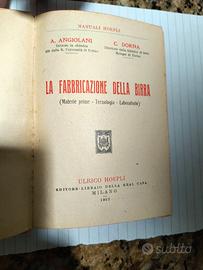 MANUALI HOEPLI
A. ANGIOLANI
C. DORNA
LA FABBRICAZIONE DELLA BIRRA
(Materie prime - Tecnologia - Laboratorio)
ULRICO HOEPLI
EDITORE-LIBRAIO DELLA REAL CASA
MILANO
subito